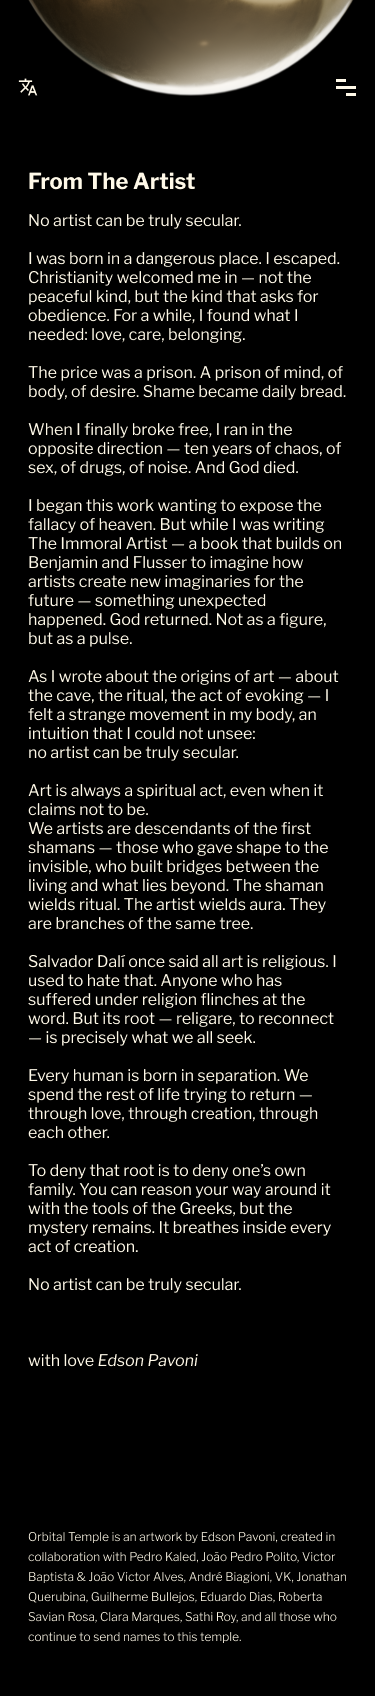 From The Artist
No artist can be truly secular.
I was born in a dangerous place. I escaped.
Christianity welcomed me in — not the
peaceful kind, but the kind that asks for
obedience. For a while, I found what I
needed: love, care, belonging.
The price was a prison. A prison of mind, of
body, of desire. Shame became daily bread.
When I finally broke free, I ran in the
opposite direction — ten years of chaos, of
sex, of drugs, of noise. And God died.
I began this work wanting to expose the
fallacy of heaven. But while I was writing
The Immoral Artist — a book that builds on
Benjamin and Flusser to imagine how
artists create new imaginaries for the
future — something unexpected
happened. God returned. Not as a figure,
but as a pulse.
As I wrote about the origins of art — about
the cave, the ritual, the act of evoking — I
felt a strange movement in my body, an
intuition that I could not unsee:
no artist can be truly secular.
Art is always a spiritual act, even when it
claims not to be.
We artists are descendants of the first
shamans — those who gave shape to the
invisible, who built bridges between the
living and what lies beyond. The shaman
wields ritual. The artist wields aura. They
are branches of the same tree.
Salvador Dalí once said all art is religious. I
used to hate that. Anyone who has
suffered under religion flinches at the
word. But its root — religare, to reconnect
— is precisely what we all seek.
Every human is born in separation. We
spend the rest of life trying to return —
through love, through creation, through
each other.
To deny that root is to deny one’s own
family. You can reason your way around it
with the tools of the Greeks, but the
mystery remains. It breathes inside every
act of creation.
No artist can be truly secular.
with love Edson Pavoni
Orbital Temple is an artwork by Edson Pavoni, created in
collaboration with Pedro Kaled, João Pedro Polito, Victor
Baptista & João Victor Alves, André Biagioni, VK, Jonathan
Querubina, Guilherme Bullejos, Eduardo Dias, Roberta
Savian Rosa, Clara Marques, Sathi Roy, and all those who
continue to send names to this temple.